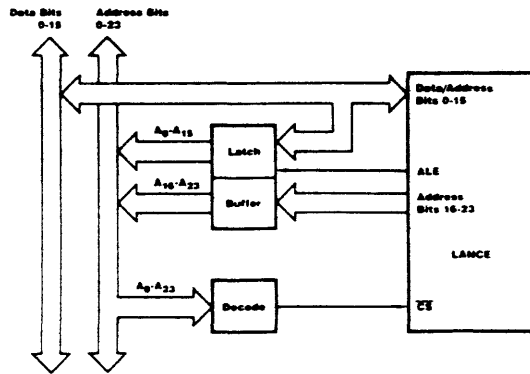 Data Bits
0-15
Address Bits
0-23
Data/Address
Bits 0-15
A0-A15
Latch
ALE
A16-A23
Buffer
Address
Bits 16-23
LANCE
A0-A23
Decode
CS